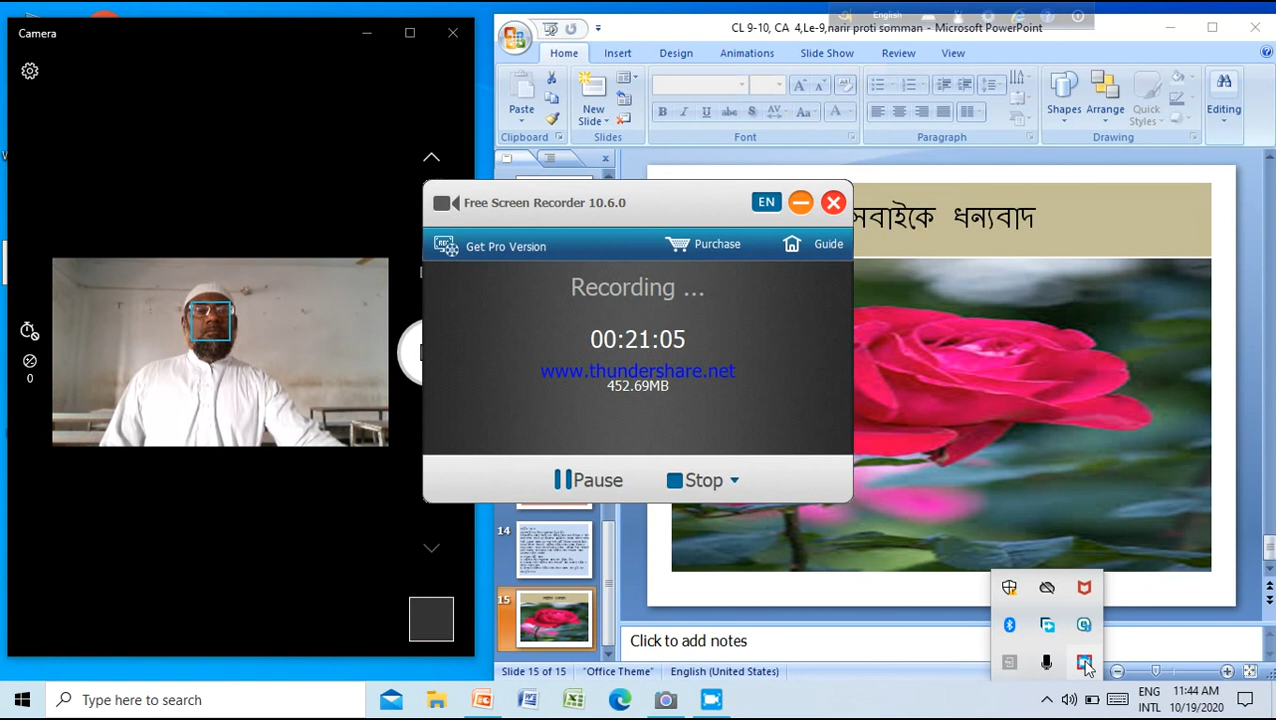 Camera
0
CL 9-10, CA 4,Le-9,narir proti somman - Microsoft PowerPoint
English
Home
Insert
Design
Animations
Slide Show
Review
View
Paste
New
Slide
Shapes
Arrange
Quick
Styles
Editing
Clipboard
Slides
Font
Paragraph
Drawing
Free Screen Recorder 10.6.0
EN
Get Pro Version
Purchase
Guide
Recording ...
00:21:05
www.thundershare.net
452.69MB
Pause
Stop
সবাইকে ধন্যবাদ
14
15
Click to add notes
Slide 15 of 15
"Office Theme"
English (United States)
Type here to search
ENG
INTL
11:44 AM
10/19/2020